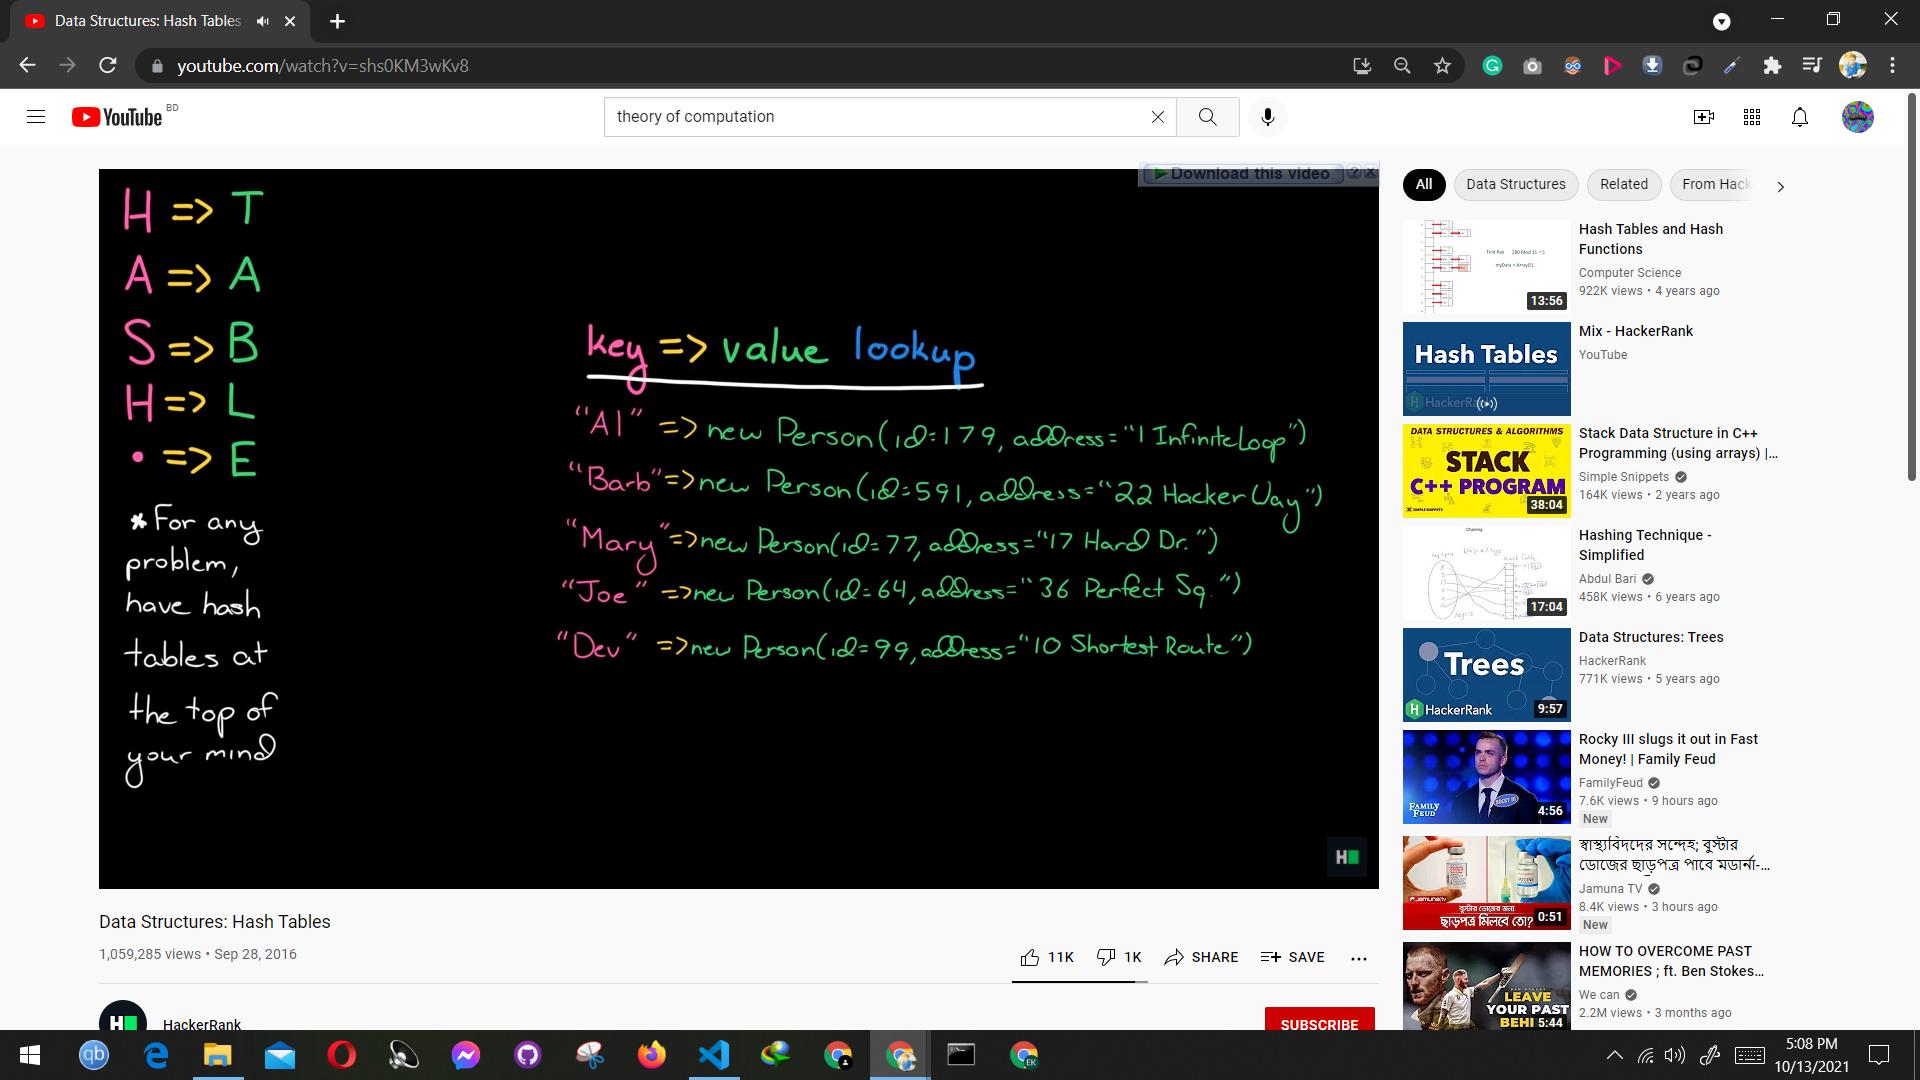 Data Structures: Hash Tables
youtube.com/watch?v=shs0KM3wKv8
YouTube BD
theory of computation
Download this video
H => T
A => A
S => B
H => L
• => E
* For any
problem,
have hash
tables at
the top of
your mind
key => value lookup
"Al" => new Person(id=179, address="1 InfiniteLoop")
"Barb" => new Person(id=591, address="22 Hacker Way")
"Mary" => new Person(id=77, address="17 Hard Dr.")
"Joe" => new Person(id=64, address="36 Perfect Sq.")
"Dev" => new Person(id=99, address="10 Shortest Route")
H
Data Structures: Hash Tables
1,059,285 views • Sep 28, 2016
11K 1K SHARE SAVE
HackerRank
SUBSCRIBE
All Data Structures Related From Hack
13:56
Hash Tables and Hash
Functions
Computer Science
922K views • 4 years ago
Hash Tables
HackerRank
Mix - HackerRank
YouTube
DATA STRUCTURES & ALGORITHMS
STACK
C++ PROGRAM
38:04
Stack Data Structure in C++
Programming (using arrays) |...
Simple Snippets
164K views • 2 years ago
17:04
Hashing Technique -
Simplified
Abdul Bari
458K views • 6 years ago
Trees
HackerRank
9:57
Data Structures: Trees
HackerRank
771K views • 5 years ago
FAMILY
FEUD
4:56
Rocky III slugs it out in Fast
Money! | Family Feud
FamilyFeud
7.6K views • 9 hours ago
New
বুস্টার ডোজের জন্য
ছাড়পত্র মিলবে তো?
0:51
স্বাস্থ্যবিদদের সন্দেহ; বুস্টার
ডোজের ছাড়পত্র পাবে মডার্না-...
Jamuna TV
8.4K views • 3 hours ago
New
LEAVE
YOUR PAST
BEHI
5:44
HOW TO OVERCOME PAST
MEMORIES ; ft. Ben Stokes...
We can
2.2M views • 3 months ago
qb
EK
5:08 PM
10/13/2021